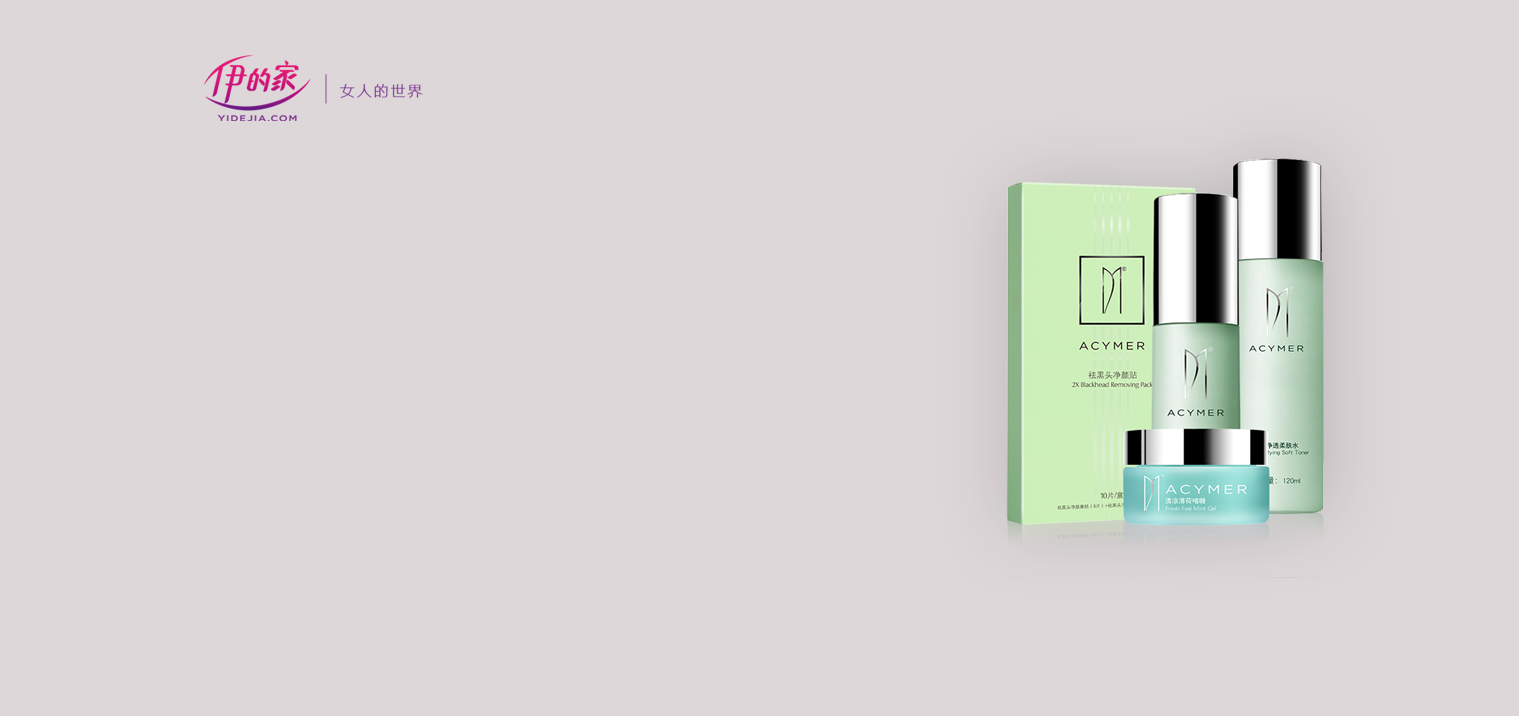 伊的家
YIDEJIA.COM
女人的世界
ACYMER
祛黑头净颜贴
2X Blackhead Removing Pack
10片/盒
ACYMER
ACYMER
净透柔肤水
fying Soft Toner
量: 120ml
ACYMER
清凉薄荷啫喱
Fresh Feel Mint Gel